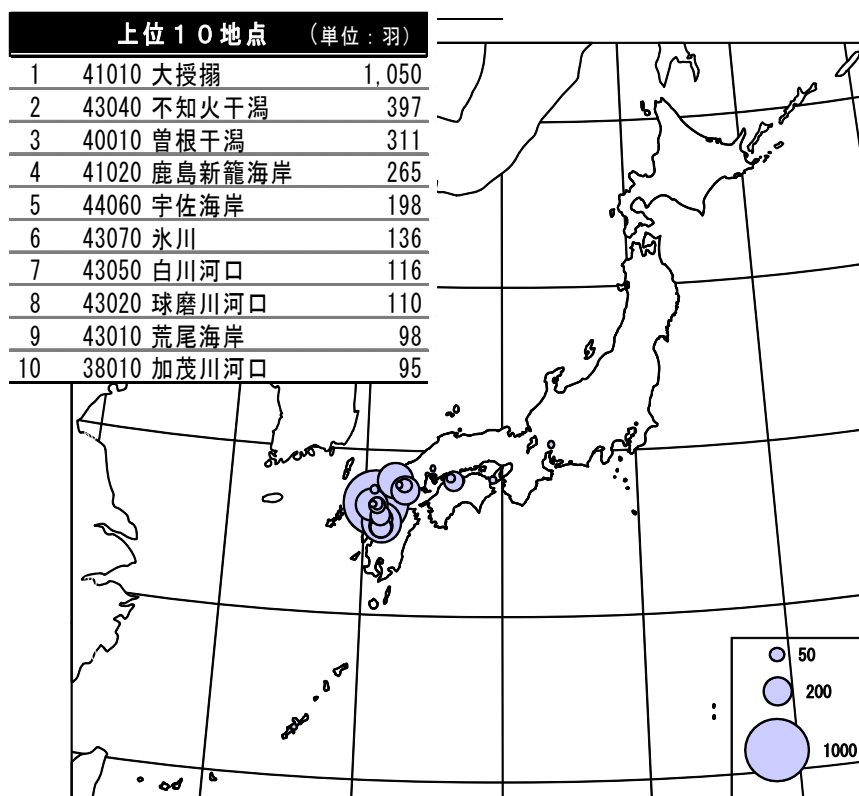 上位１０地点 （単位：羽）
1 41010 大授搦 1,050
2 43040 不知火干潟 397
3 40010 曽根干潟 311
4 41020 鹿島新籠海岸 265
5 44060 宇佐海岸 198
6 43070 氷川 136
7 43050 白川河口 116
8 43020 球磨川河口 110
9 43010 荒尾海岸 98
10 38010 加茂川河口 95
50
200
1000